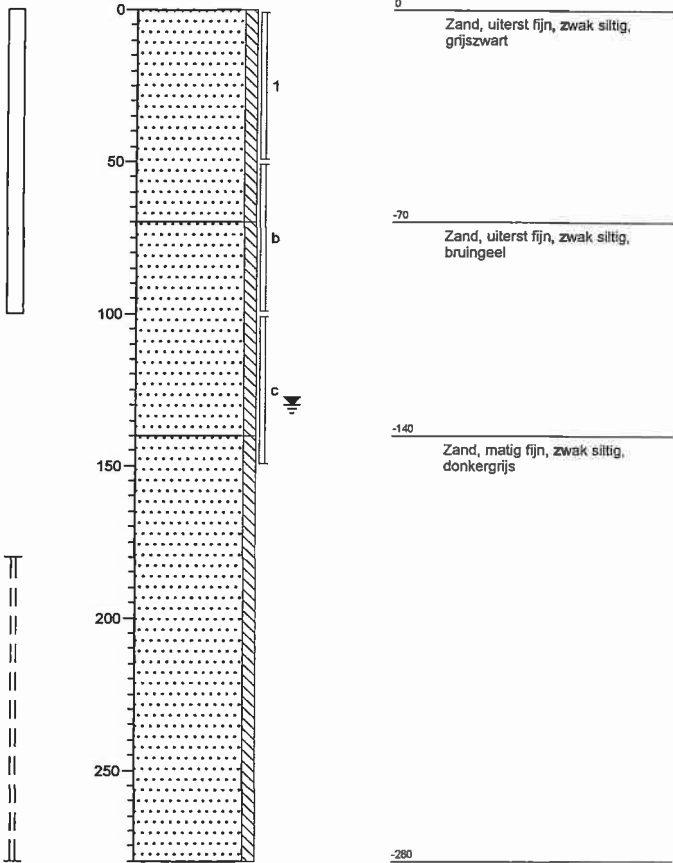 0
0
Zand, uiterst fijn, zwak siltig,
grijszwart
1
50
-70
Zand, uiterst fijn, zwak siltig,
bruingeel
b
100
c
-140
Zand, matig fijn, zwak siltig,
donkergrijs
150
200
250
-280